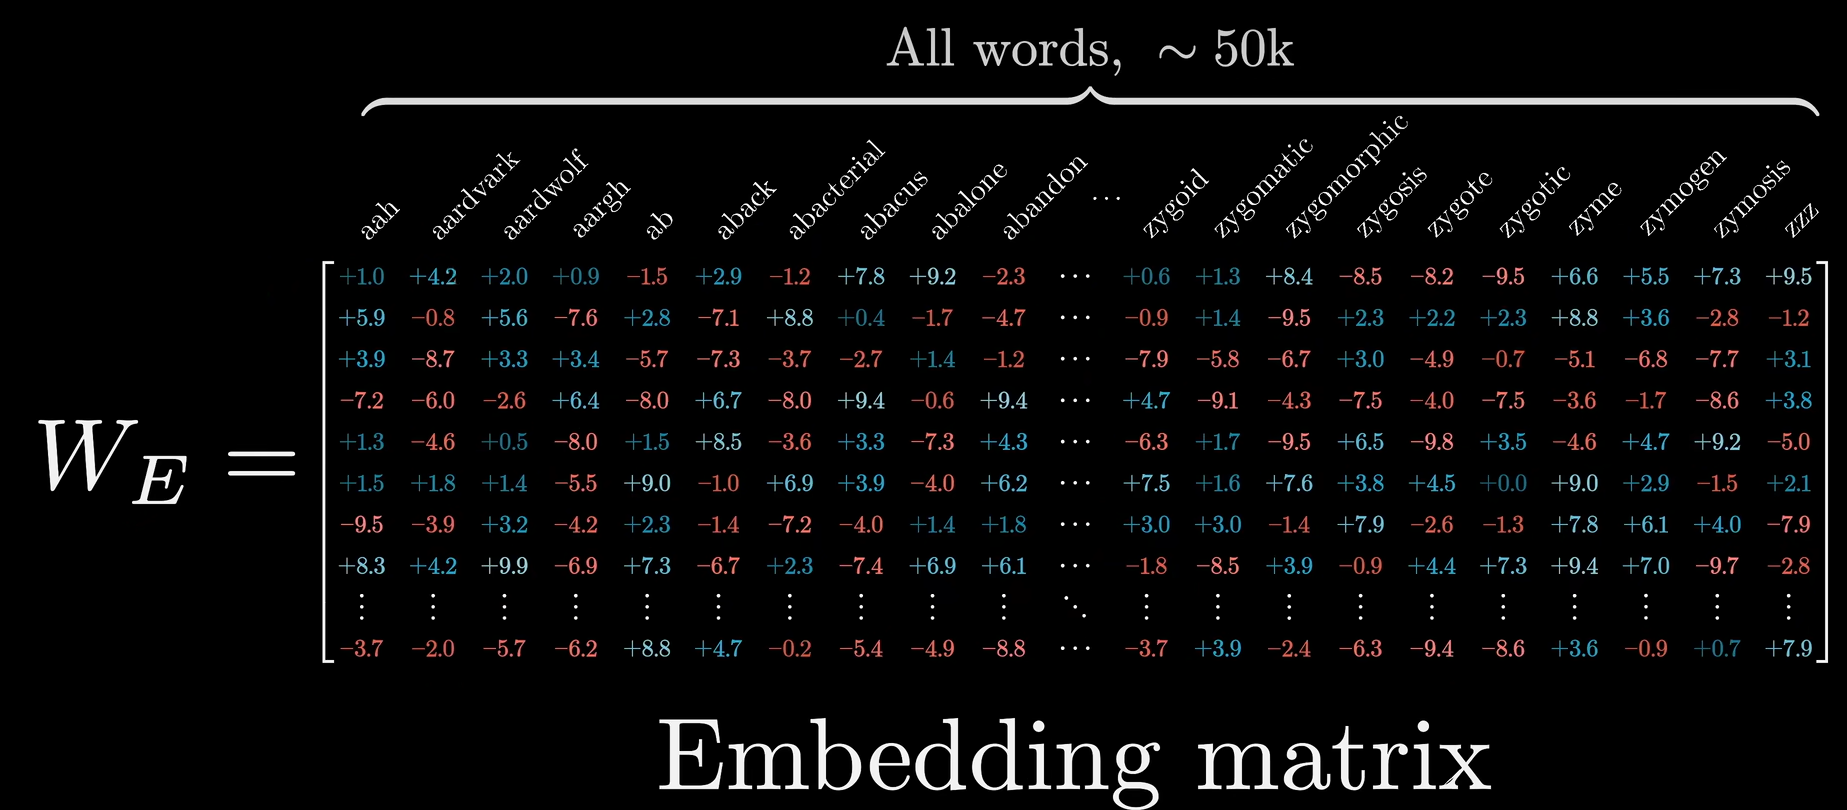 All words, ∼ 50k
aah aardvark aardwolf aargh ab aback abacterial abacus abalone abandon ⋯ zygoid zygomatic zygomorphic zygosis zygote zygotic zyme zymogen zymosis zzz
+1.0 +4.2 +2.0 +0.9 −1.5 +2.9 −1.2 +7.8 +9.2 −2.3 ⋯ +0.6 +1.3 +8.4 −8.5 −8.2 −9.5 +6.6 +5.5 +7.3 +9.5
+5.9 −0.8 +5.6 −7.6 +2.8 −7.1 +8.8 +0.4 −1.7 −4.7 ⋯ −0.9 +1.4 −9.5 +2.3 +2.2 +2.3 +8.8 +3.6 −2.8 −1.2
+3.9 −8.7 +3.3 +3.4 −5.7 −7.3 −3.7 −2.7 +1.4 −1.2 ⋯ −7.9 −5.8 −6.7 +3.0 −4.9 −0.7 −5.1 −6.8 −7.7 +3.1
−7.2 −6.0 −2.6 +6.4 −8.0 +6.7 −8.0 +9.4 −0.6 +9.4 ⋯ +4.7 −9.1 −4.3 −7.5 −4.0 −7.5 −3.6 −1.7 −8.6 +3.8
W_E = +1.3 −4.6 +0.5 −8.0 +1.5 +8.5 −3.6 +3.3 −7.3 +4.3 ⋯ −6.3 +1.7 −9.5 +6.5 −9.8 +3.5 −4.6 +4.7 +9.2 −5.0
+1.5 +1.8 +1.4 −5.5 +9.0 −1.0 +6.9 +3.9 −4.0 +6.2 ⋯ +7.5 +1.6 +7.6 +3.8 +4.5 +0.0 +9.0 +2.9 −1.5 +2.1
−9.5 −3.9 +3.2 −4.2 +2.3 −1.4 −7.2 −4.0 +1.4 +1.8 ⋯ +3.0 +3.0 −1.4 +7.9 −2.6 −1.3 +7.8 +6.1 +4.0 −7.9
+8.3 +4.2 +9.9 −6.9 +7.3 −6.7 +2.3 −7.4 +6.9 +6.1 ⋯ −1.8 −8.5 +3.9 −0.9 +4.4 +7.3 +9.4 +7.0 −9.7 −2.8
⋮ ⋮ ⋮ ⋮ ⋮ ⋮ ⋮ ⋮ ⋮ ⋮ ⋱ ⋮ ⋮ ⋮ ⋮ ⋮ ⋮ ⋮ ⋮ ⋮ ⋮
−3.7 −2.0 −5.7 −6.2 +8.8 +4.7 −0.2 −5.4 −4.9 −8.8 ⋯ −3.7 +3.9 −2.4 −6.3 −9.4 −8.6 +3.6 −0.9 +0.7 +7.9
Embedding matrix